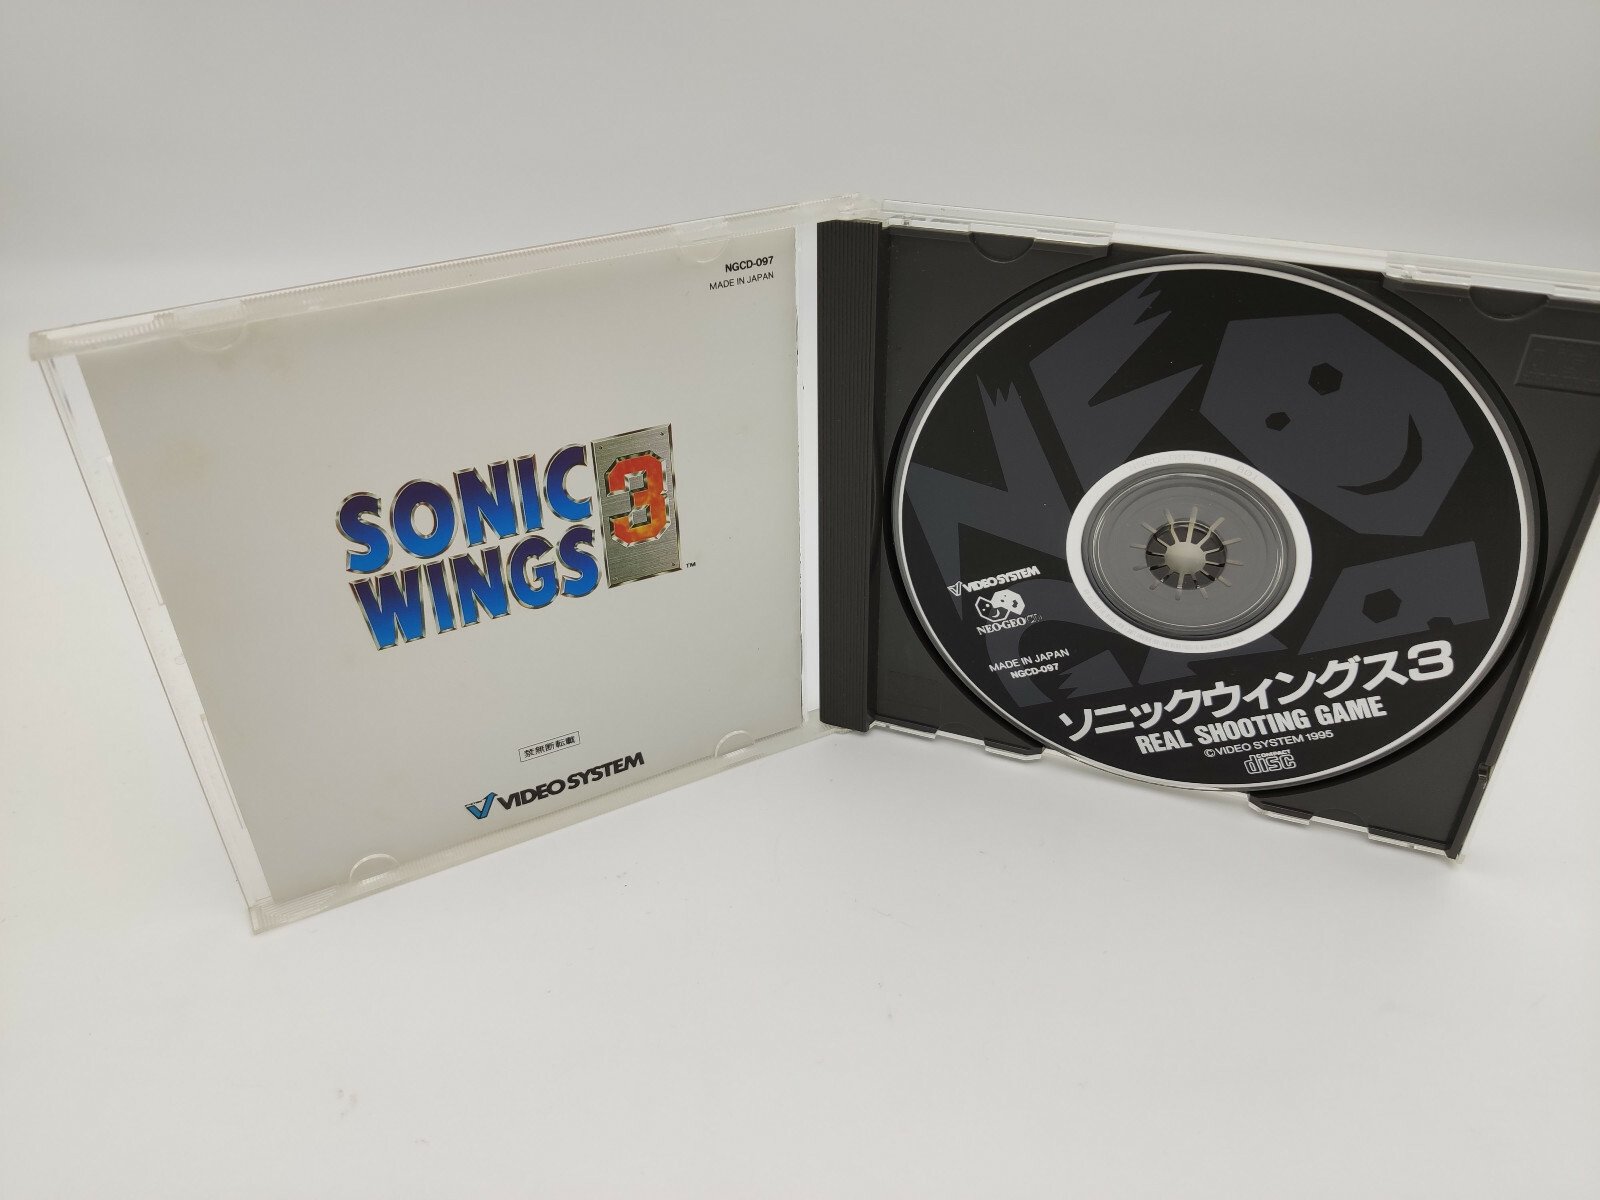 NGCD-097
MADE IN JAPAN
SONIC
WINGS 3
™
禁無断転載
VIDEO SYSTEM
VIDEO SYSTEM
NEO·GEO CD
MADE IN JAPAN
NGCD-097
ソニックウィングス3
REAL SHOOTING GAME
©VIDEO SYSTEM 1995
COMPACT
disc